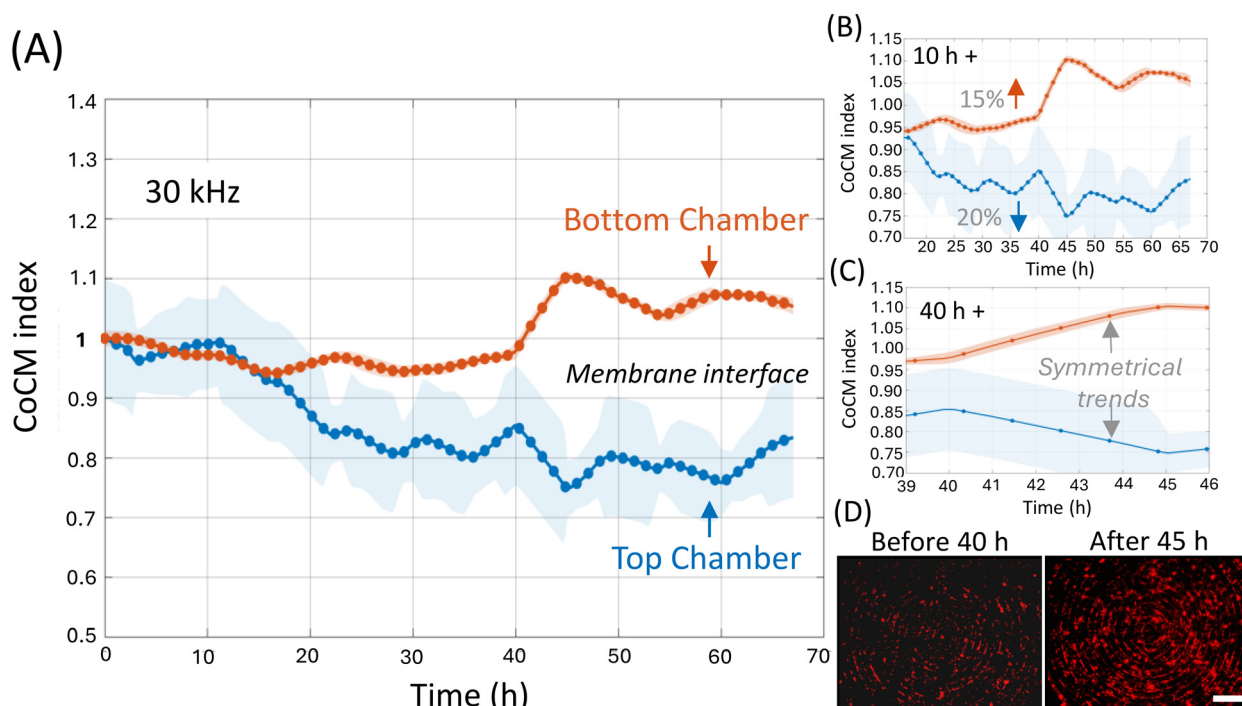 (A)
1.4
1.3
1.2
1.1
1
0.9
0.8
0.7
0.6
0.5
CoCM index
30 kHz
Bottom Chamber
Membrane interface
Top Chamber
0 10 20 30 40 50 60 70
Time (h)
(B)
1.15
1.10
1.05
1.00
0.95
0.90
0.80
0.75
0.70
CoCM index
10 h +
15%
20%
20 25 30 35 40 45 50 55 60 65 70
Time (h)
(C)
1.15
1.10
1.05
1.00
0.95
0.90
0.85
0.80
0.75
0.70
CoCM index
40 h +
Symmetrical
trends
39 40 41 42 43 44 45 46
Time (h)
(D)
Before 40 h After 45 h